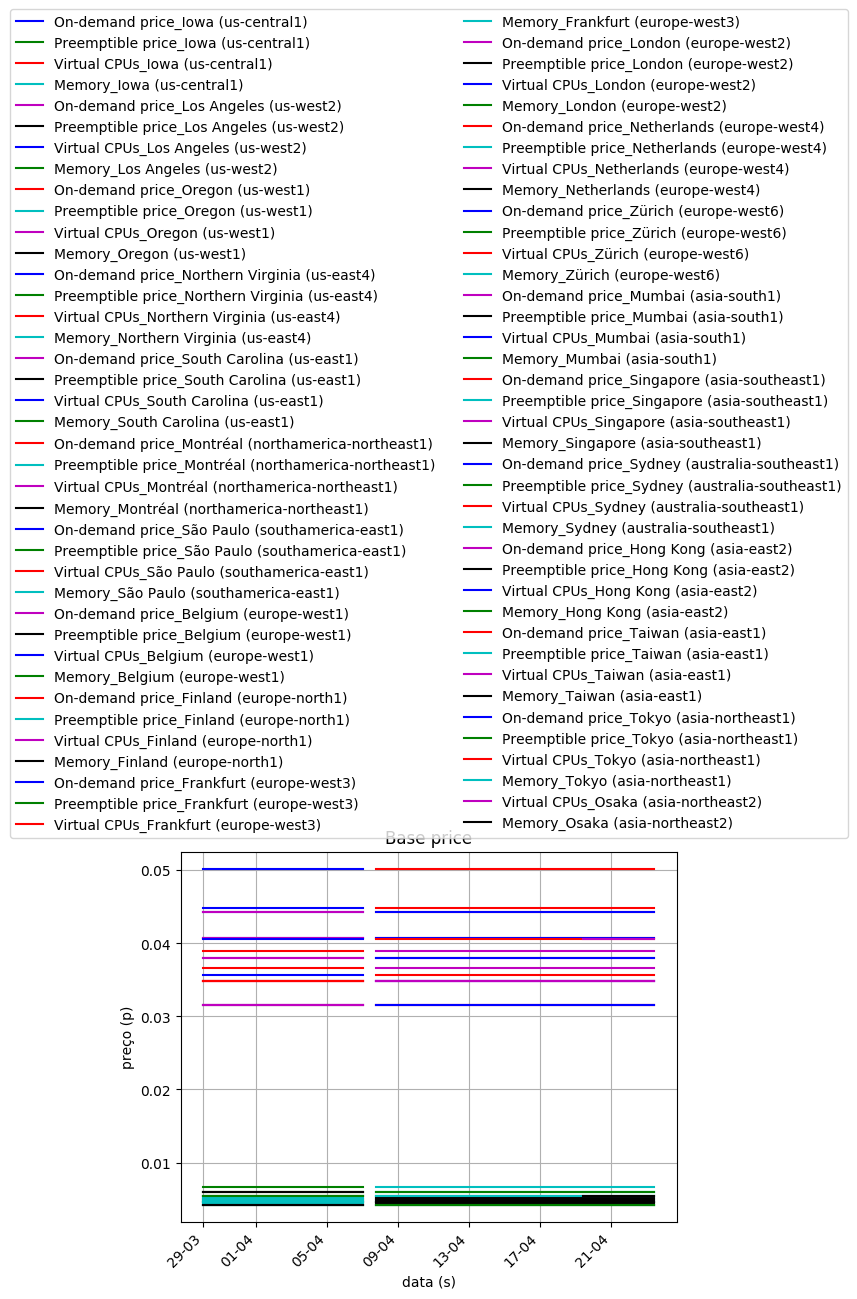 On-demand price_Iowa (us-central1)
Preemptible price_Iowa (us-central1)
Virtual CPUs_Iowa (us-central1)
Memory_Iowa (us-central1)
On-demand price_Los Angeles (us-west2)
Preemptible price_Los Angeles (us-west2)
Virtual CPUs_Los Angeles (us-west2)
Memory_Los Angeles (us-west2)
On-demand price_Oregon (us-west1)
Preemptible price_Oregon (us-west1)
Virtual CPUs_Oregon (us-west1)
Memory_Oregon (us-west1)
On-demand price_Northern Virginia (us-east4)
Preemptible price_Northern Virginia (us-east4)
Virtual CPUs_Northern Virginia (us-east4)
Memory_Northern Virginia (us-east4)
On-demand price_South Carolina (us-east1)
Preemptible price_South Carolina (us-east1)
Virtual CPUs_South Carolina (us-east1)
Memory_South Carolina (us-east1)
On-demand price_Montréal (northamerica-northeast1)
Preemptible price_Montréal (northamerica-northeast1)
Virtual CPUs_Montréal (northamerica-northeast1)
Memory_Montréal (northamerica-northeast1)
On-demand price_São Paulo (southamerica-east1)
Preemptible price_São Paulo (southamerica-east1)
Virtual CPUs_São Paulo (southamerica-east1)
Memory_São Paulo (southamerica-east1)
On-demand price_Belgium (europe-west1)
Preemptible price_Belgium (europe-west1)
Virtual CPUs_Belgium (europe-west1)
Memory_Belgium (europe-west1)
On-demand price_Finland (europe-north1)
Preemptible price_Finland (europe-north1)
Virtual CPUs_Finland (europe-north1)
Memory_Finland (europe-north1)
On-demand price_Frankfurt (europe-west3)
Preemptible price_Frankfurt (europe-west3)
Virtual CPUs_Frankfurt (europe-west3)
Memory_Frankfurt (europe-west3)
On-demand price_London (europe-west2)
Preemptible price_London (europe-west2)
Virtual CPUs_London (europe-west2)
Memory_London (europe-west2)
On-demand price_Netherlands (europe-west4)
Preemptible price_Netherlands (europe-west4)
Virtual CPUs_Netherlands (europe-west4)
Memory_Netherlands (europe-west4)
On-demand price_Zürich (europe-west6)
Preemptible price_Zürich (europe-west6)
Virtual CPUs_Zürich (europe-west6)
Memory_Zürich (europe-west6)
On-demand price_Mumbai (asia-south1)
Preemptible price_Mumbai (asia-south1)
Virtual CPUs_Mumbai (asia-south1)
Memory_Mumbai (asia-south1)
On-demand price_Singapore (asia-southeast1)
Preemptible price_Singapore (asia-southeast1)
Virtual CPUs_Singapore (asia-southeast1)
Memory_Singapore (asia-southeast1)
On-demand price_Sydney (australia-southeast1)
Preemptible price_Sydney (australia-southeast1)
Virtual CPUs_Sydney (australia-southeast1)
Memory_Sydney (australia-southeast1)
On-demand price_Hong Kong (asia-east2)
Preemptible price_Hong Kong (asia-east2)
Virtual CPUs_Hong Kong (asia-east2)
Memory_Hong Kong (asia-east2)
On-demand price_Taiwan (asia-east1)
Preemptible price_Taiwan (asia-east1)
Virtual CPUs_Taiwan (asia-east1)
Memory_Taiwan (asia-east1)
On-demand price_Tokyo (asia-northeast1)
Preemptible price_Tokyo (asia-northeast1)
Virtual CPUs_Tokyo (asia-northeast1)
Memory_Tokyo (asia-northeast1)
Virtual CPUs_Osaka (asia-northeast2)
Memory_Osaka (asia-northeast2)
Base price
0.05
0.04
0.03
0.02
0.01
preço (p)
29-03
01-04
05-04
09-04
13-04
17-04
21-04
data (s)